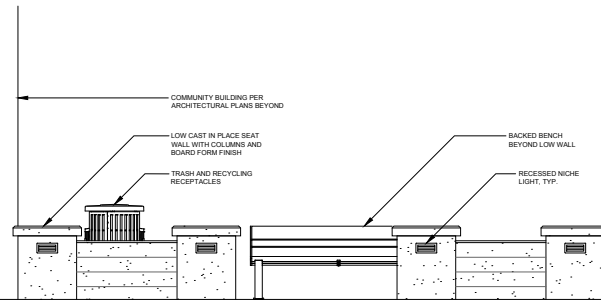 COMMUNITY BUILDING PER
ARCHITECTURAL PLANS BEYOND
LOW CAST IN PLACE SEAT
WALL WITH COLUMNS AND
BOARD FORM FINISH
TRASH AND RECYCLING
RECEPTACLES
BACKED BENCH
BEYOND LOW WALL
RECESSED NICHE
LIGHT, TYP.